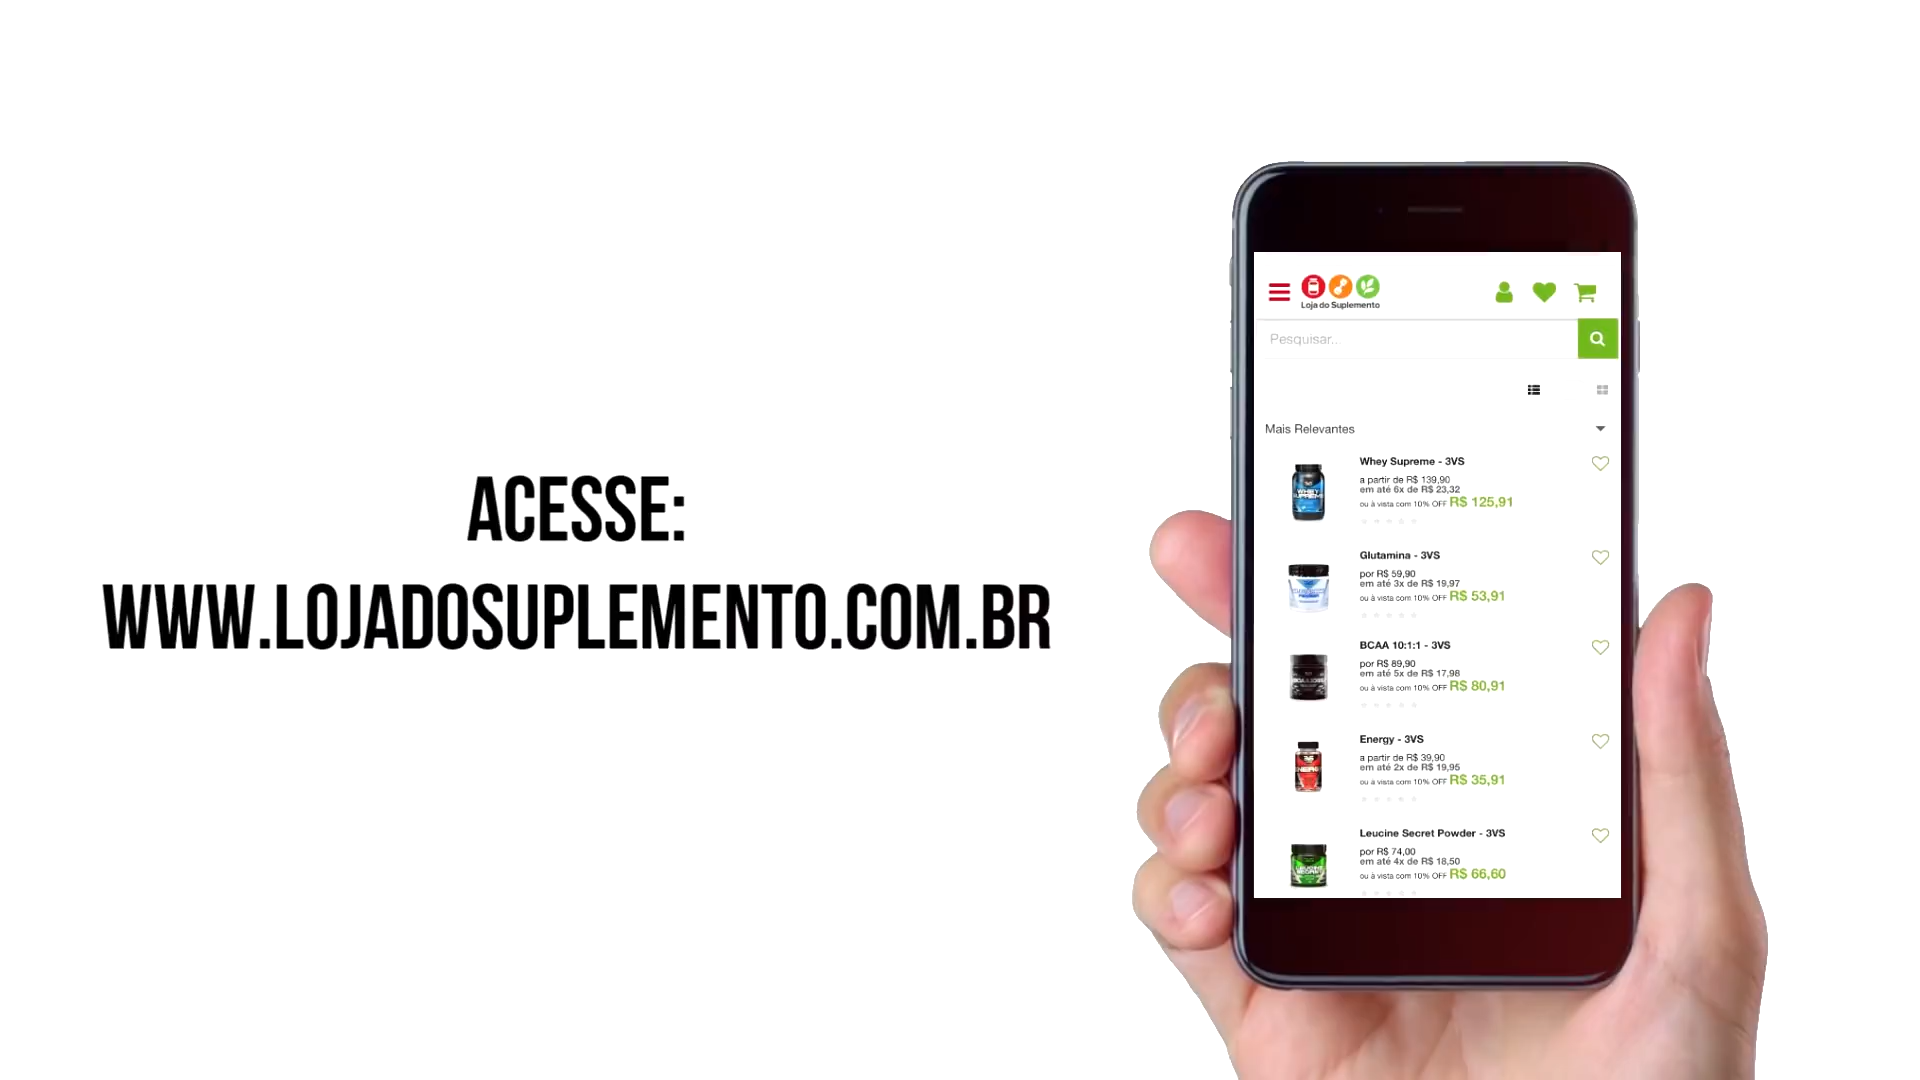 ACESSE:
WWW.LOJADOSUPLEMENTO.COM.BR
Loja do Suplemento
Pesquisar...
Mais Relevantes
Whey Supreme - 3VS
a partir de R$ 139,90
em até 6x de R$ 23,32
ou à vista com 10% OFF R$ 125,91
WHEY
SUPREME
Glutamina - 3VS
por R$ 59,90
em até 3x de R$ 19,97
ou à vista com 10% OFF R$ 53,91
BCAA 10:1:1 - 3VS
por R$ 89,90
em até 5x de R$ 17,98
ou à vista com 10% OFF R$ 80,91
Energy - 3VS
a partir de R$ 39,90
em até 2x de R$ 19,95
ou à vista com 10% OFF R$ 35,91
Leucine Secret Powder - 3VS
por R$ 74,00
em até 4x de R$ 18,50
ou à vista com 10% OFF R$ 66,60